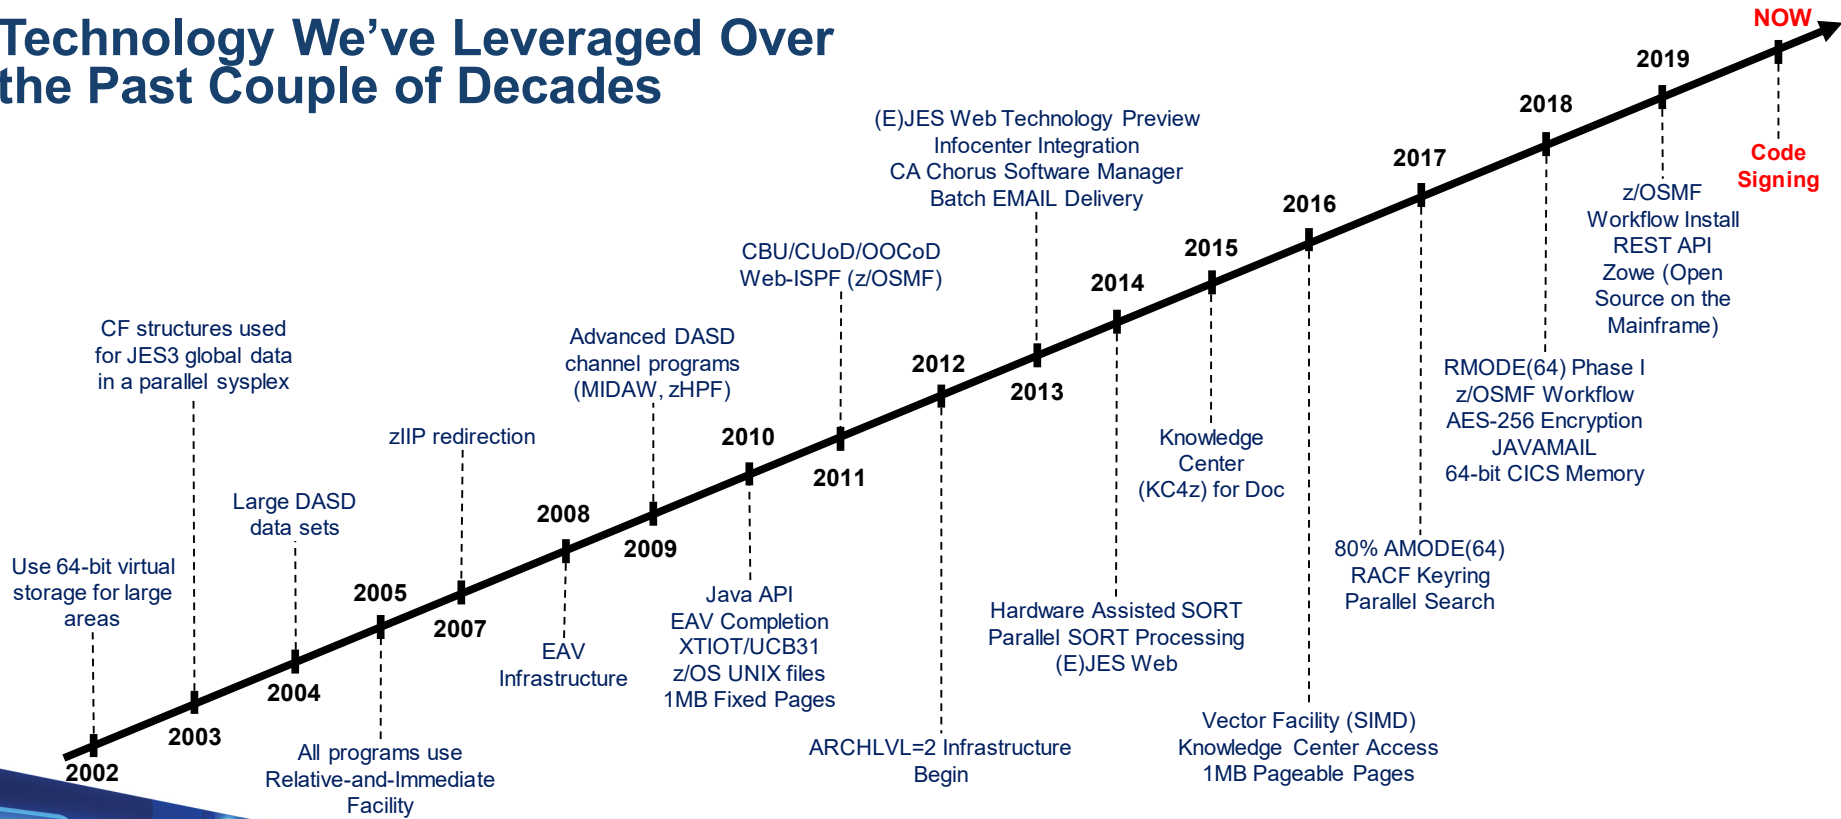 Technology We've Leveraged Over
the Past Couple of Decades
NOW
Code
Signing
2019
z/OSMF
Workflow Install
REST API
Zowe (Open
Source on the
Mainframe)
2018
RMODE(64) Phase I
z/OSMF Workflow
AES-256 Encryption
JAVAMAIL
64-bit CICS Memory
2017
80% AMODE(64)
RACF Keyring
Parallel Search
2016
Vector Facility (SIMD)
Knowledge Center Access
1MB Pageable Pages
2015
Knowledge
Center
(KC4z) for Doc
2014
Hardware Assisted SORT
Parallel SORT Processing
(E)JES Web
(E)JES Web Technology Preview
Infocenter Integration
CA Chorus Software Manager
Batch EMAIL Delivery
2013
2012
ARCHLVL=2 Infrastructure
Begin
CBU/CUoD/OOCoD
Web-ISPF (z/OSMF)
2011
2010
Java API
EAV Completion
XTIOT/UCB31
z/OS UNIX files
1MB Fixed Pages
Advanced DASD
channel programs
(MIDAW, zHPF)
2009
2008
EAV
Infrastructure
zIIP redirection
2007
2005
All programs use
Relative-and-Immediate
Facility
Large DASD
data sets
2004
CF structures used
for JES3 global data
in a parallel sysplex
2003
Use 64-bit virtual
storage for large
areas
2002